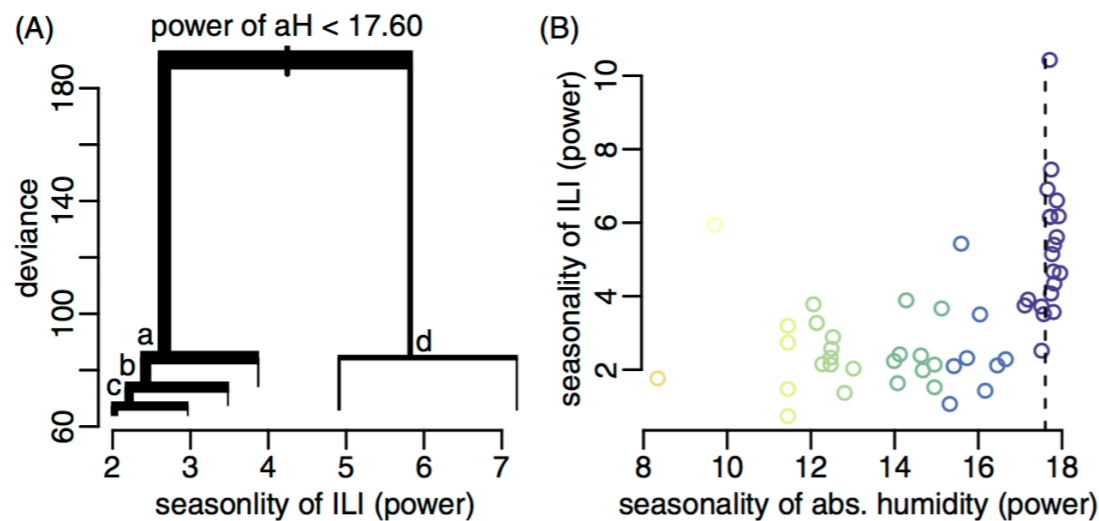 (A)
power of aH < 17.60
deviance
180
140
100
60
a
b
c
d
2 3 4 5 6 7
seasonlity of ILI (power)
(B)
seasonality of ILI (power)
10
8
6
4
2
8 10 12 14 16 18
seasonality of abs. humidity (power)